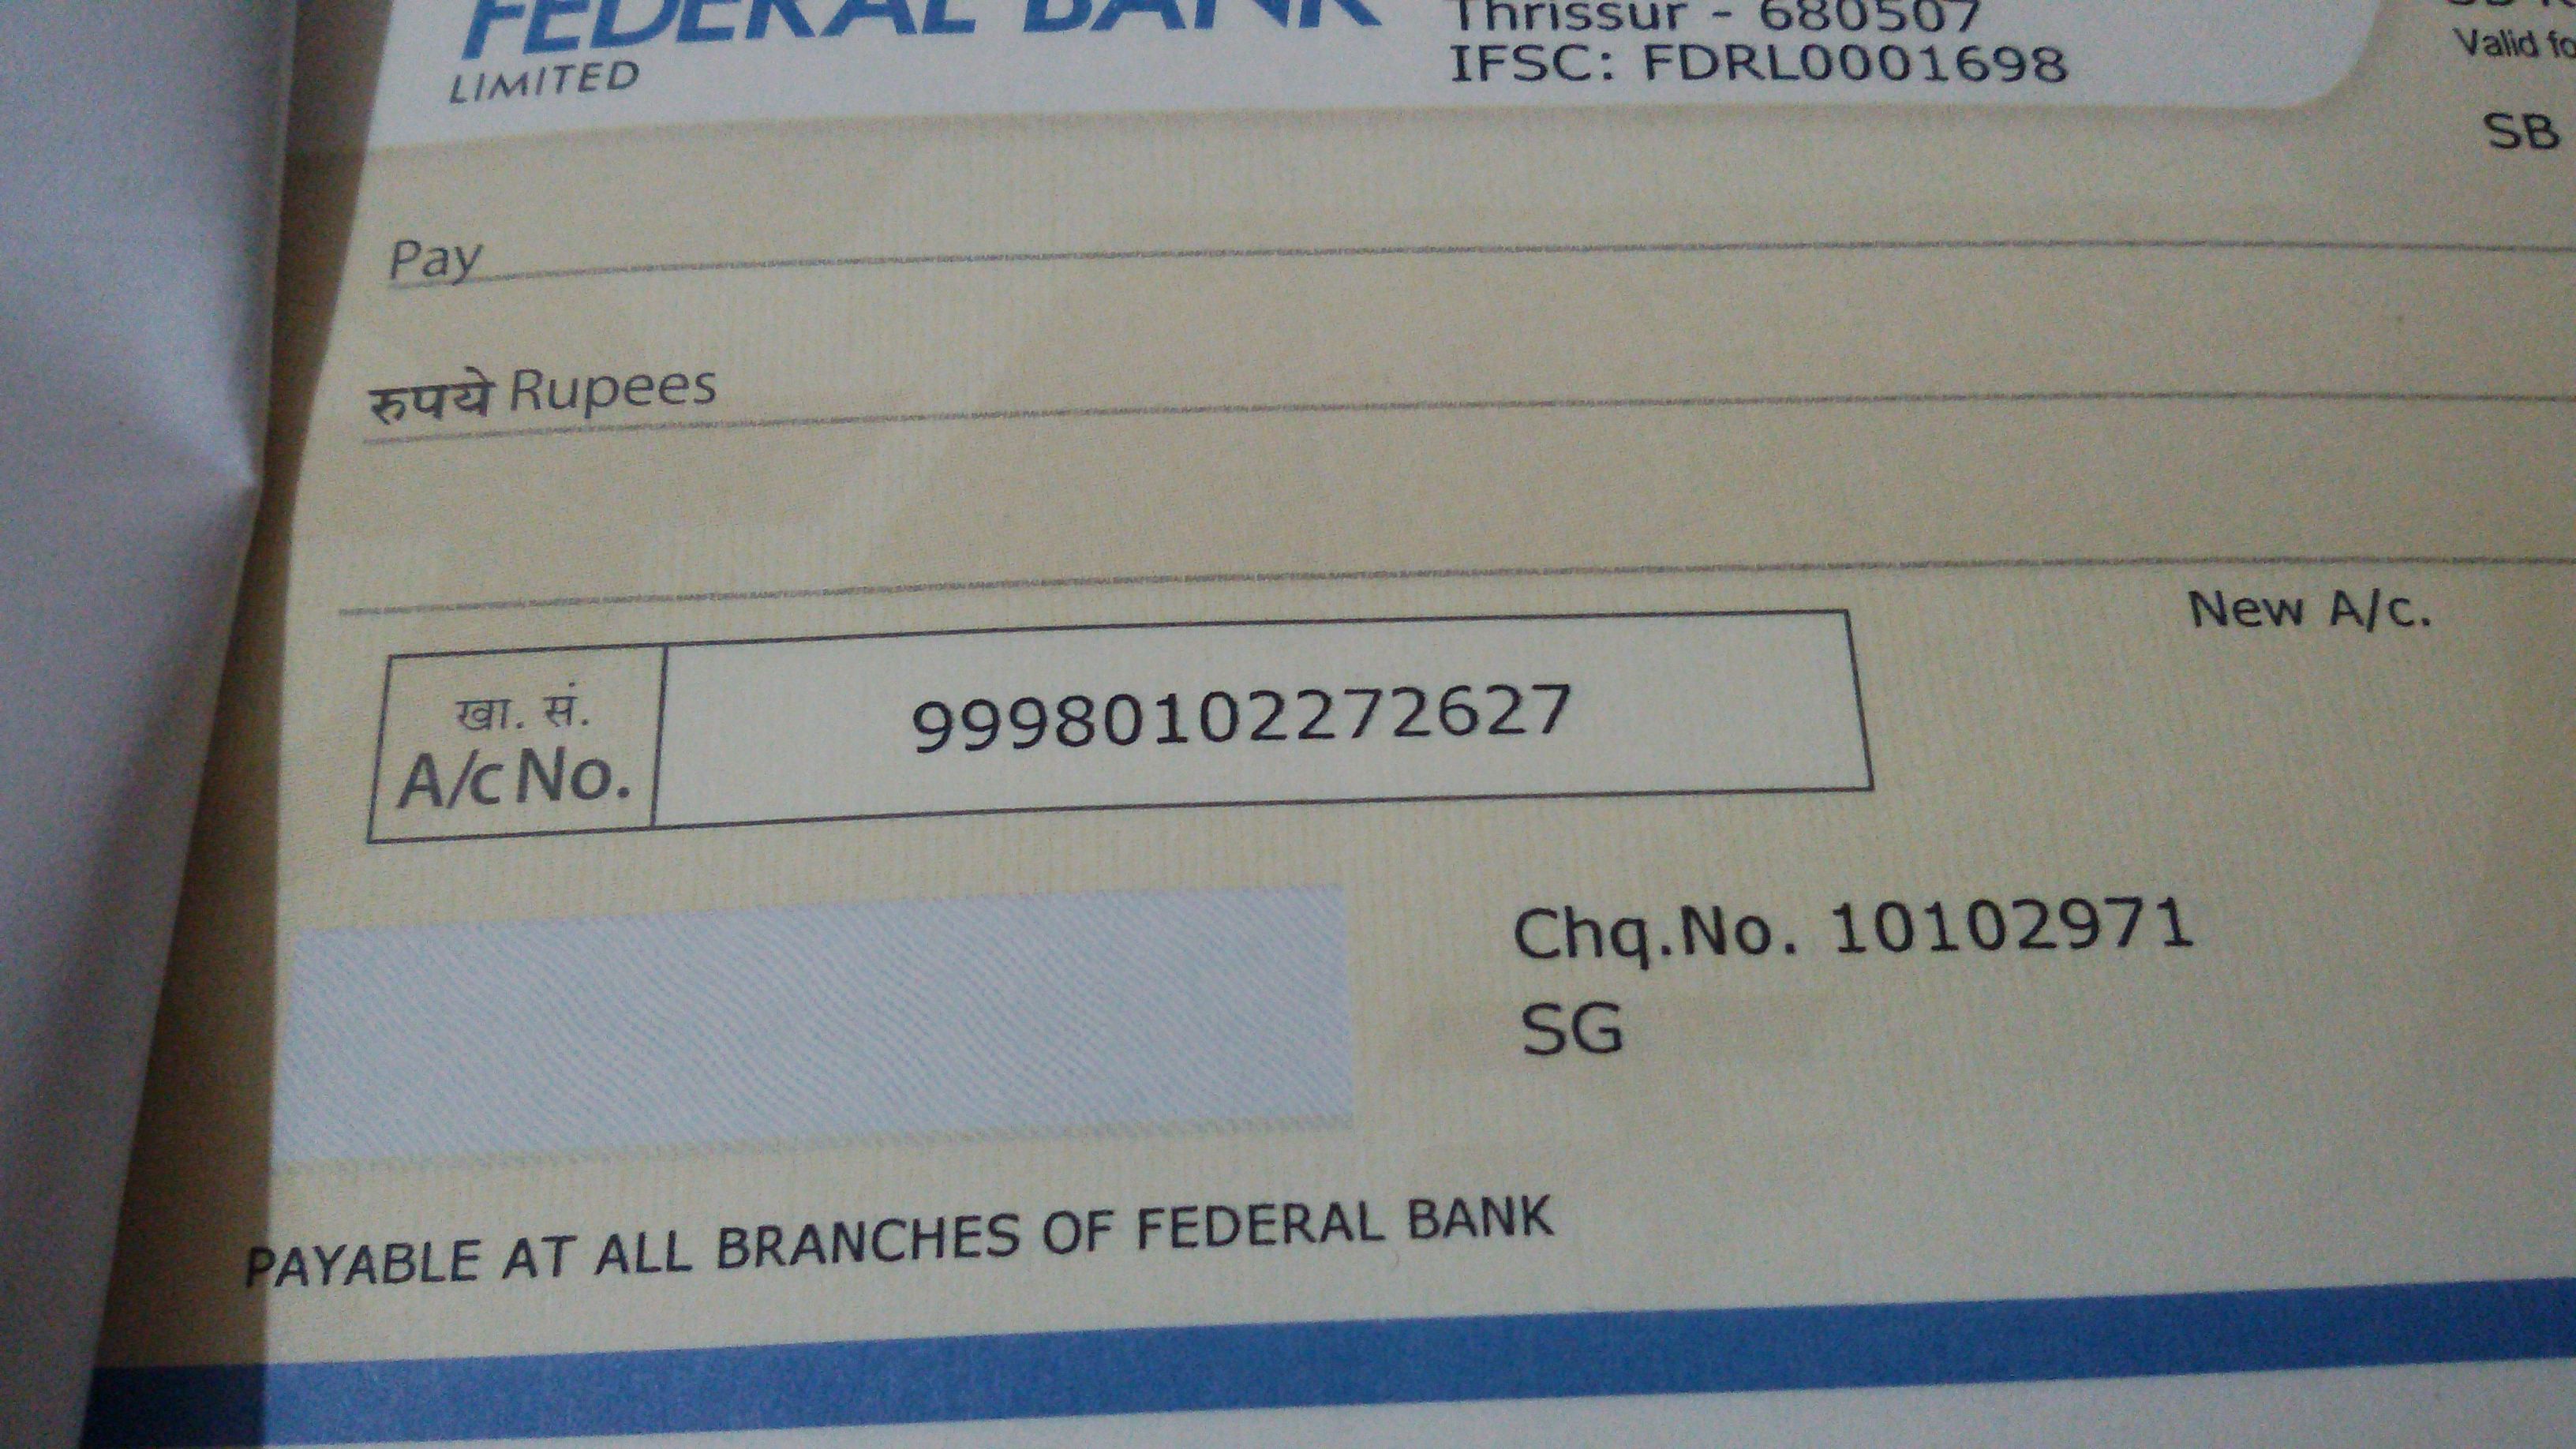 FEDERAL BANK
LIMITED
Thrissur - 680507
IFSC: FDRL0001698
Valid fo
SB
Pay
रुपये Rupees
New A/c.
खा. सं.
A/c No.
99980102272627
Chq.No. 10102971
SG
PAYABLE AT ALL BRANCHES OF FEDERAL BANK